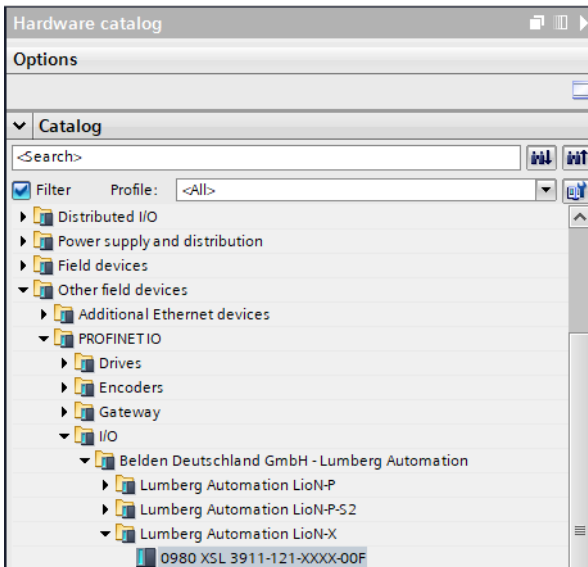 Hardware catalog
Options
Catalog
<Search>
Filter Profile: <All>
Distributed I/O
Power supply and distribution
Field devices
Other field devices
Additional Ethernet devices
PROFINET IO
Drives
Encoders
Gateway
I/O
Belden Deutschland GmbH - Lumberg Automation
Lumberg Automation LioN-P
Lumberg Automation LioN-P-S2
Lumberg Automation LioN-X
0980 XSL 3911-121-XXXX-00F